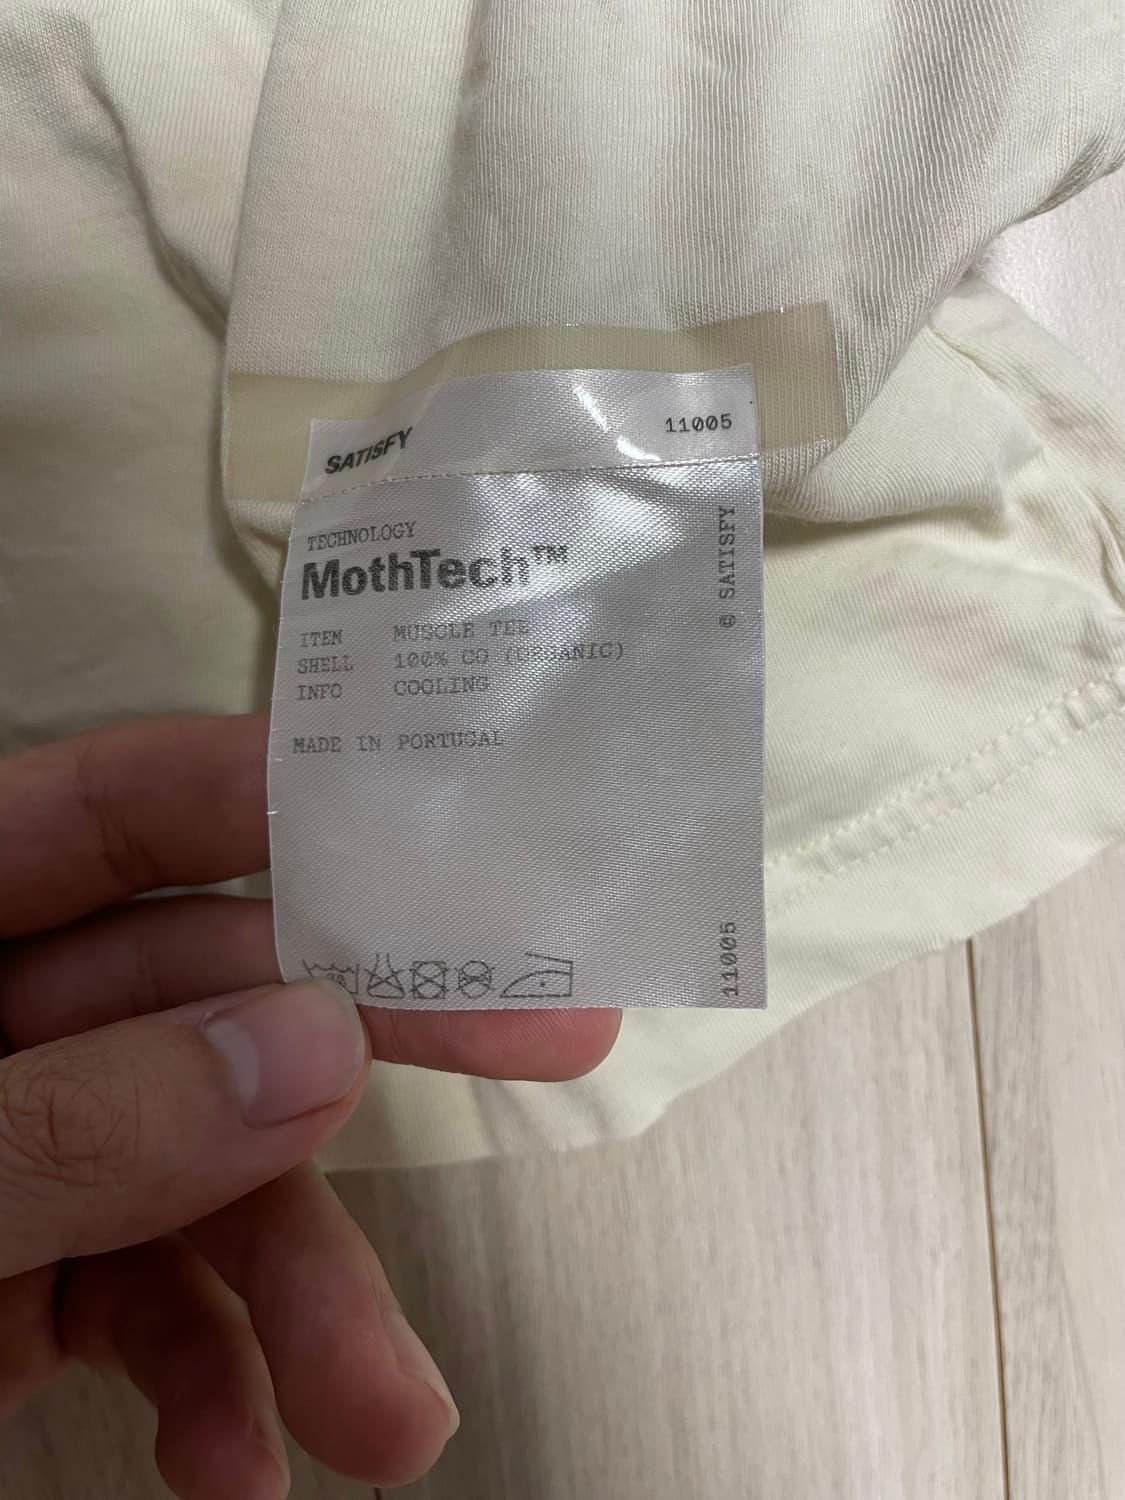 SATISFY 11005
TECHNOLOGY
MothTech™
ITEM MUSCLE TEE
SHELL 100% CO (ORGANIC)
INFO COOLING
MADE IN PORTUGAL
© SATISFY
11005